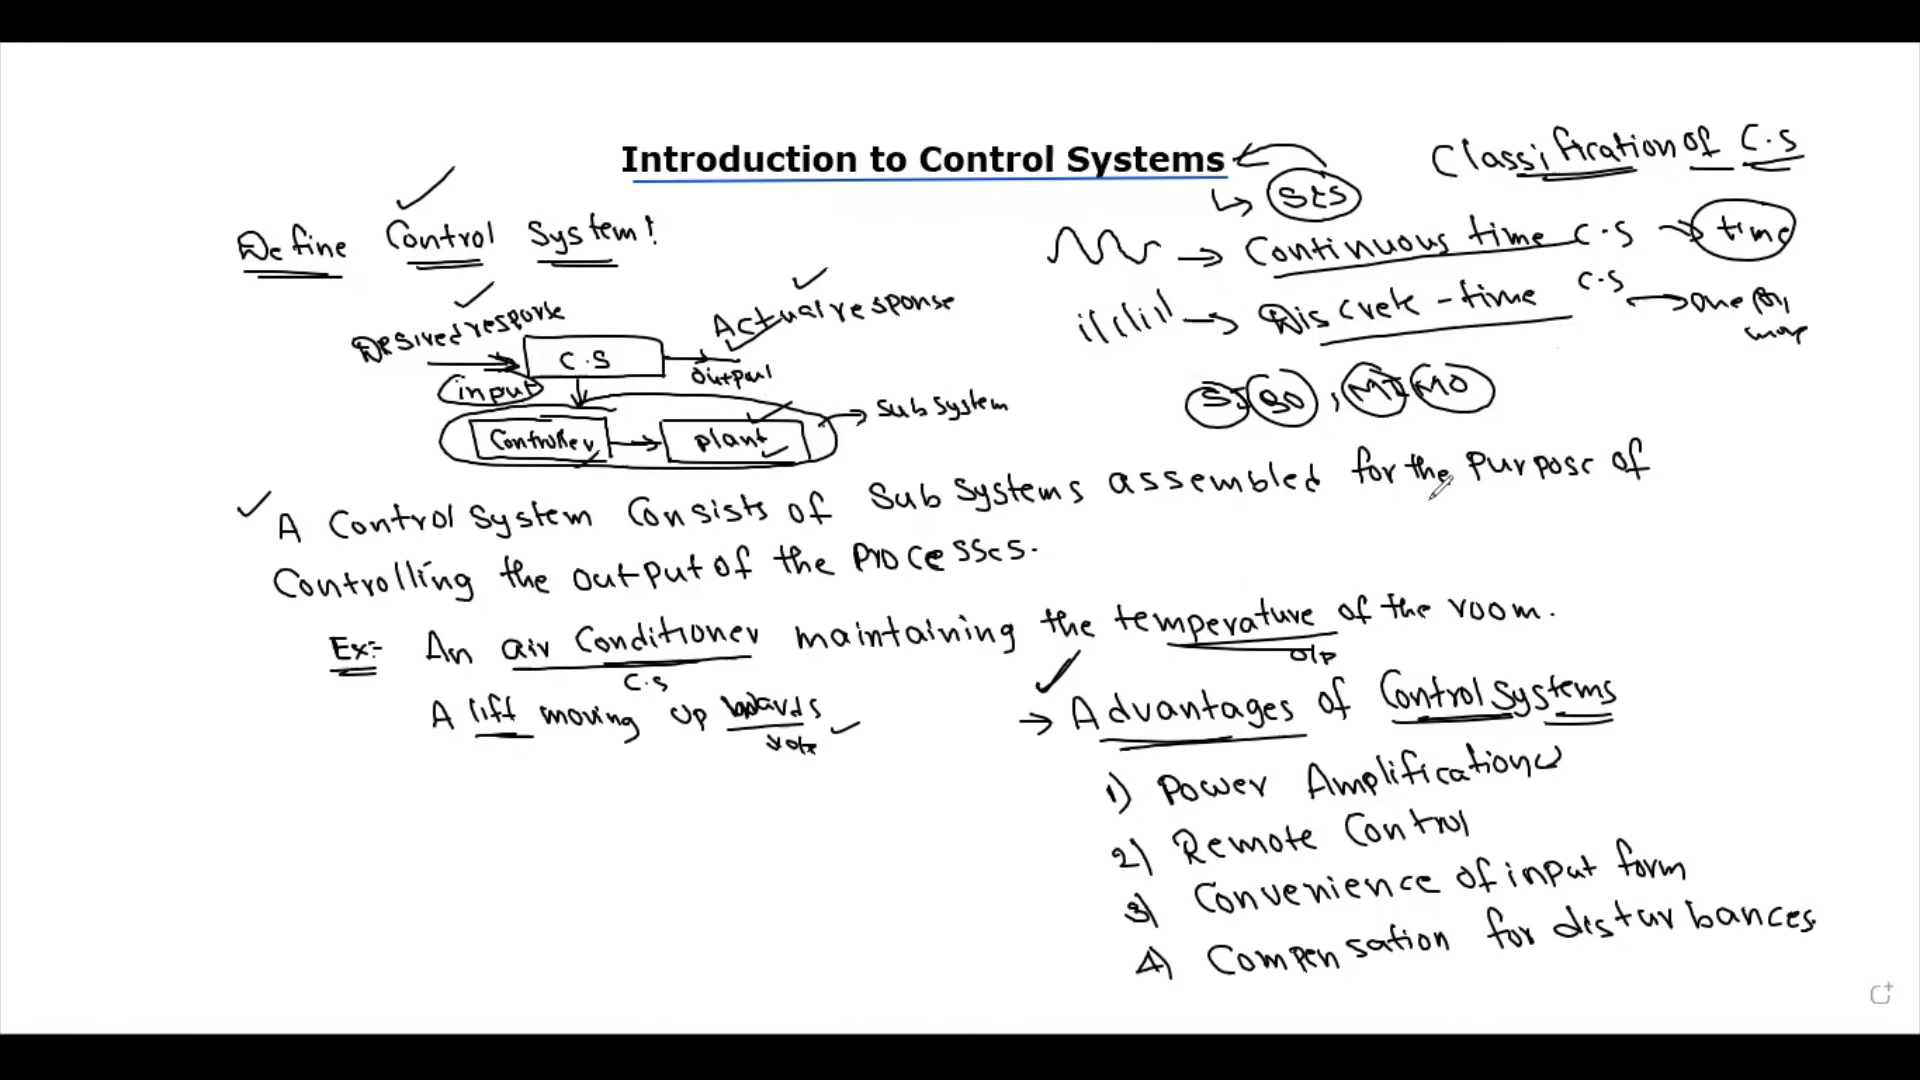 Introduction to Control Systems
sts
Define Control System!
Desired response
input
C.S
Actual response
output
Controller
plant
Sub System
A Control System Consists of Sub Systems assembled for the purpose of
Controlling the output of the processes.
Ex:- An air Conditioner maintaining the temperature of the room.
C.S
O/P
A lift moving up wards
Classification of C.S
Continuous time C.S → time
Discrete - time C.S → one or
more
SISO, MIMO
→ Advantages of Control Systems
1) Power Amplification
2) Remote Control
3) Convenience of input form
4) Compensation for disturbances